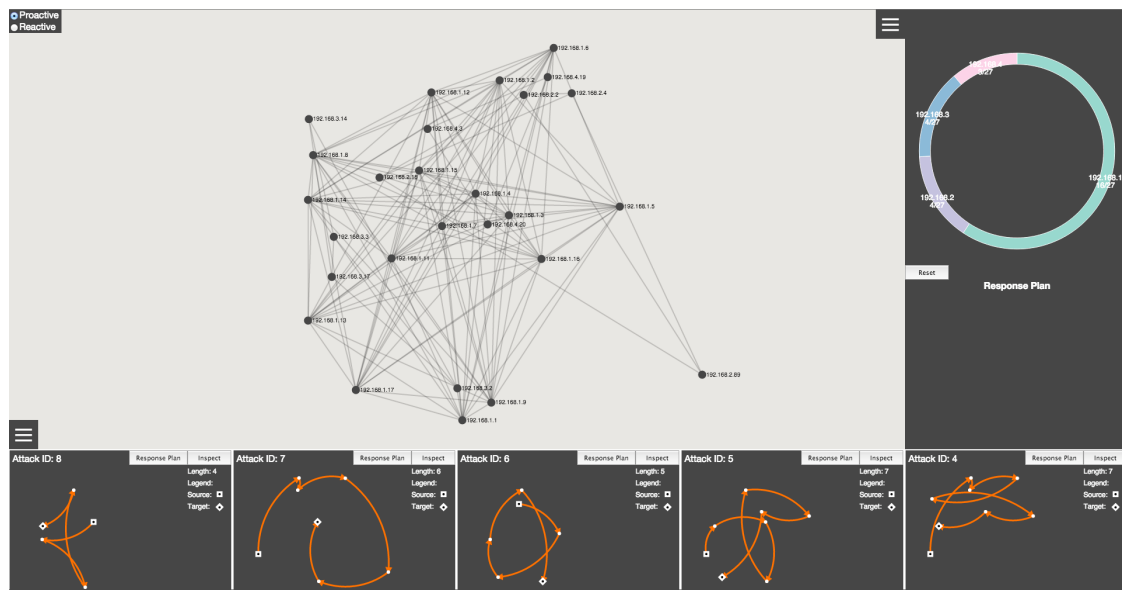 Proactive
Reactive
192.168.1.6
192.168.4.19
192.168.1.2
192.168.2.2
192.168.2.4
192.168.1.12
192.168.3.14
192.168.4.3
192.168.1.8
192.168.1.15
192.168.1.14
192.168.1.4
192.168.1.5
192.168.1.3
192.168.4.20
192.168.3.3
192.168.1.11
192.168.1.16
192.168.3.17
192.168.1.13
192.168.2.89
192.168.1.17
192.168.1.9
192.168.1.1
192.168.4
192.168.3
4/27
192.168.1
16/27
192.168.2
4/27
Reset
Response Plan
Attack ID: 8
Response Plan
Inspect
Length: 4
Legend:
Source:
Target:
Attack ID: 7
Response Plan
Inspect
Length: 6
Legend:
Source:
Target:
Attack ID: 6
Response Plan
Inspect
Length: 5
Legend:
Source:
Target:
Attack ID: 5
Response Plan
Inspect
Length: 7
Legend:
Source:
Target:
Attack ID: 4
Response Plan
Inspect
Length: 7
Legend:
Source:
Target: